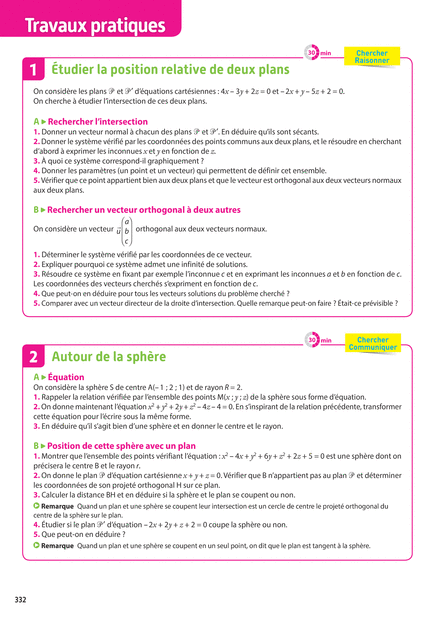 Travaux pratiques
30 min
Chercher
Raisonner
1 Étudier la position relative de deux plans
On considère les plans 𝒫 et 𝒫′ d'équations cartésiennes : 4x – 3y + 2z = 0 et – 2x + y – 5z + 2 = 0.
On cherche à étudier l'intersection de ces deux plans.
A ▶ Rechercher l'intersection
1. Donner un vecteur normal à chacun des plans 𝒫 et 𝒫′. En déduire qu'ils sont sécants.
2. Donner le système vérifié par les coordonnées des points communs aux deux plans, et le résoudre en cherchant
d'abord à exprimer les inconnues x et y en fonction de z.
3. À quoi ce système correspond-il graphiquement ?
4. Donner les paramètres (un point et un vecteur) qui permettent de définir cet ensemble.
5. Vérifier que ce point appartient bien aux deux plans et que le vecteur est orthogonal aux deux vecteurs normaux
aux deux plans.
B ▶ Rechercher un vecteur orthogonal à deux autres
On considère un vecteur u (a b c) orthogonal aux deux vecteurs normaux.
1. Déterminer le système vérifié par les coordonnées de ce vecteur.
2. Expliquer pourquoi ce système admet une infinité de solutions.
3. Résoudre ce système en fixant par exemple l'inconnue c et en exprimant les inconnues a et b en fonction de c.
Les coordonnées des vecteurs cherchés s'expriment en fonction de c.
4. Que peut-on en déduire pour tous les vecteurs solutions du problème cherché ?
5. Comparer avec un vecteur directeur de la droite d'intersection. Quelle remarque peut-on faire ? Était-ce prévisible ?
30 min
Chercher
Communiquer
2 Autour de la sphère
A ▶ Équation
On considère la sphère S de centre A(– 1 ; 2 ; 1) et de rayon R = 2.
1. Rappeler la relation vérifiée par l'ensemble des points M(x ; y ; z) de la sphère sous forme d'équation.
2. On donne maintenant l'équation x² + y² + 2y + z² – 4z – 4 = 0. En s'inspirant de la relation précédente, transformer
cette équation pour l'écrire sous la même forme.
3. En déduire qu'il s'agit bien d'une sphère et en donner le centre et le rayon.
B ▶ Position de cette sphère avec un plan
1. Montrer que l'ensemble des points vérifiant l'équation : x² – 4x + y² + 6y + z² + 2z + 5 = 0 est une sphère dont on
précisera le centre B et le rayon r.
2. On donne le plan 𝒫 d'équation cartésienne x + y + z = 0. Vérifier que B n'appartient pas au plan 𝒫 et déterminer
les coordonnées de son projeté orthogonal H sur ce plan.
3. Calculer la distance BH et en déduire si la sphère et le plan se coupent ou non.
Remarque Quand un plan et une sphère se coupent leur intersection est un cercle de centre le projeté orthogonal du
centre de la sphère sur le plan.
4. Étudier si le plan 𝒫′ d'équation – 2x + 2y + z + 2 = 0 coupe la sphère ou non.
5. Que peut-on en déduire ?
Remarque Quand un plan et une sphère se coupent en un seul point, on dit que le plan est tangent à la sphère.
332